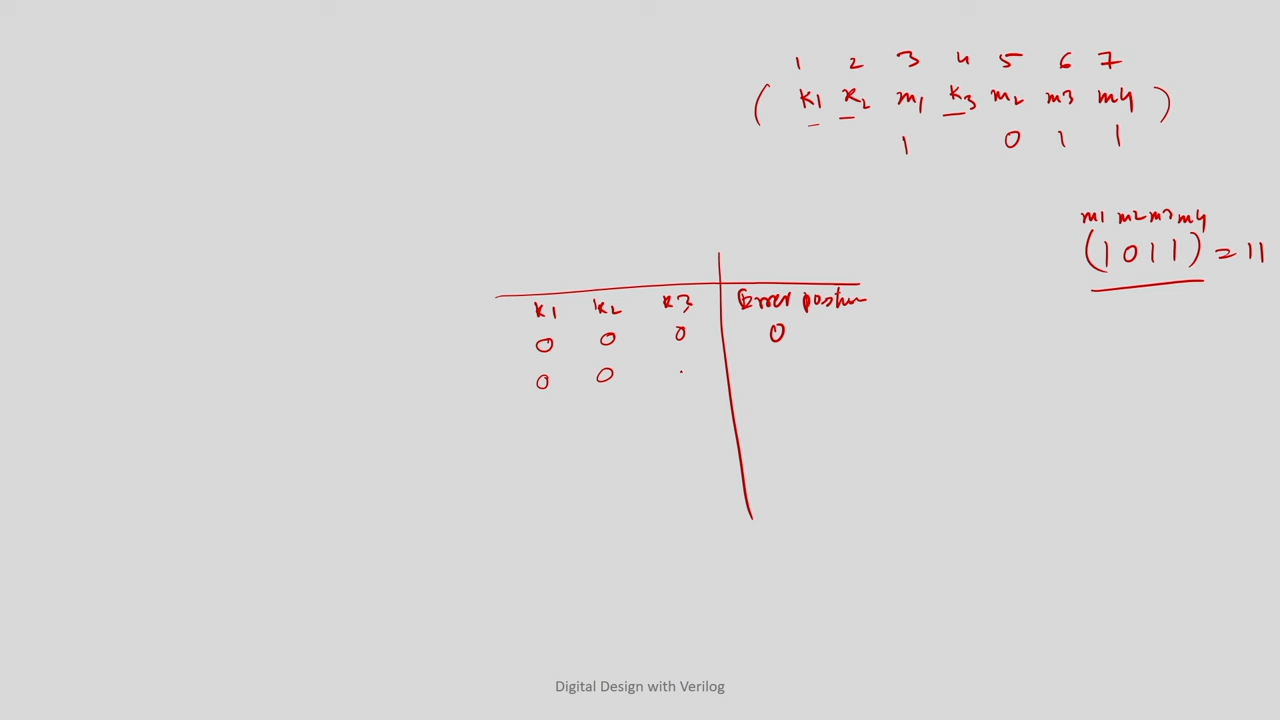 1 2 3 4 5 6 7
( k1 k2 m1 k3 m2 m3 m4 )
1 0 1 1
m1 m2 m3 m4
( 1 0 1 1 ) = 11
k1 k2 k3 Error
0 0 0 0
0 0
Digital Design with Verilog